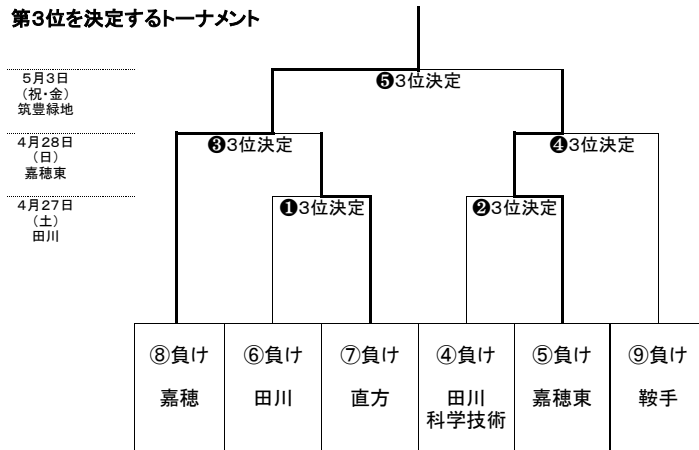 第3位を決定するトーナメント
❺3位決定
5月3日
(祝・金)
筑豊緑地
❸3位決定
❹3位決定
4月28日
(日)
嘉穂東
❶3位決定
❷3位決定
4月27日
(土)
田川
⑧負け
嘉穂
⑥負け
田川
⑦負け
直方
④負け
田川
科学技術
⑤負け
嘉穂東
⑨負け
鞍手